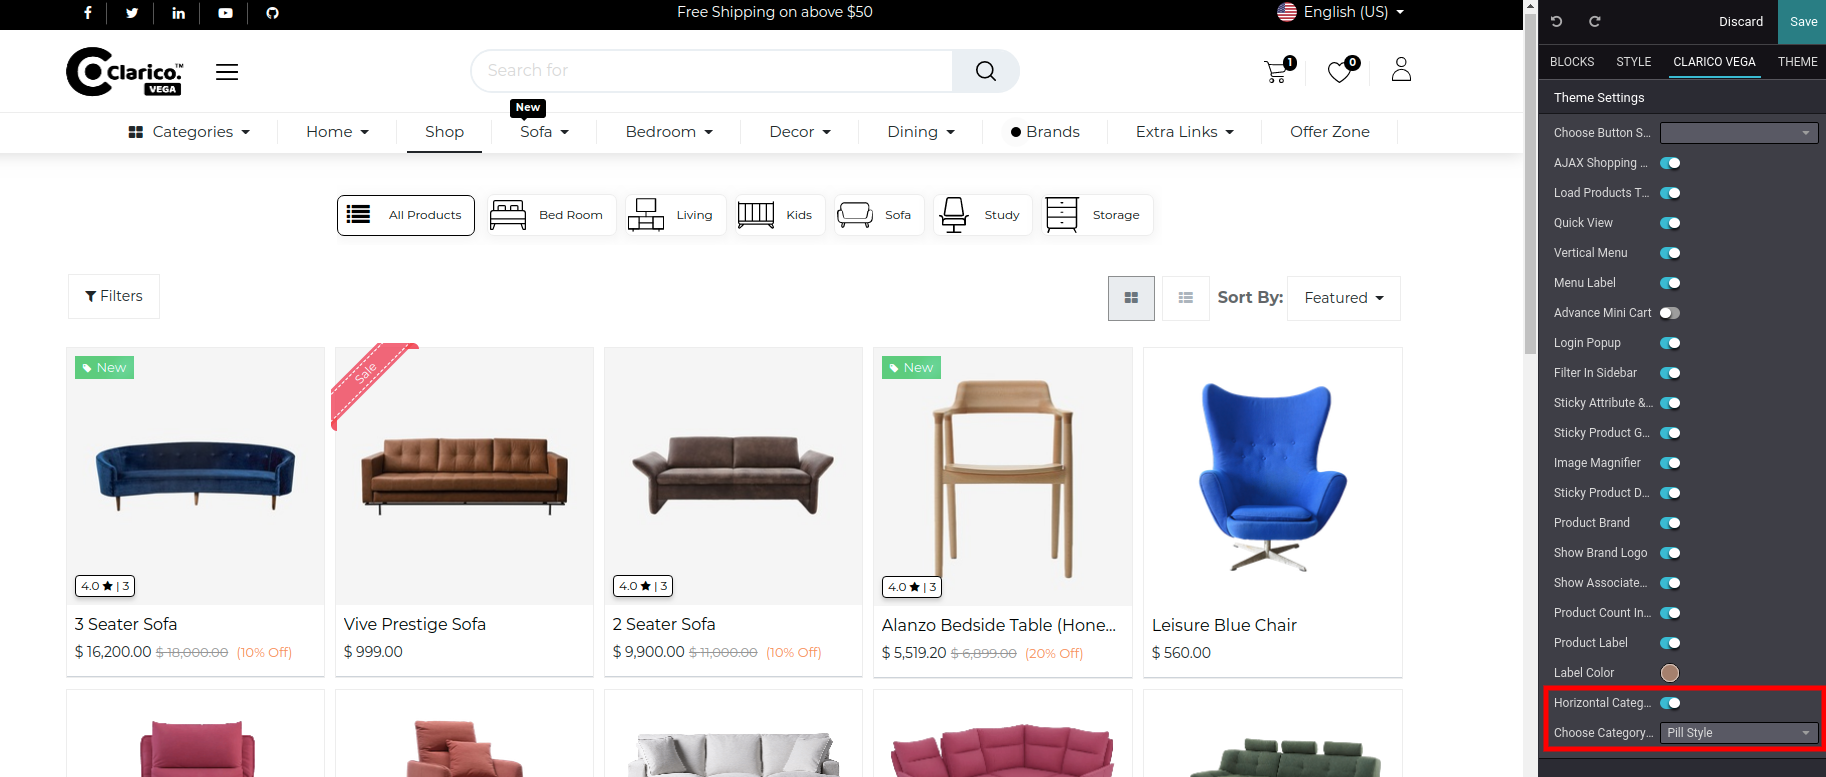 Free Shipping on above $50
English (US)
Discard
Save
Clarico.™
VEGA
Search for
1
0
BLOCKS
STYLE
CLARICO VEGA
THEME
Theme Settings
New
Categories
Home
Shop
Sofa
Bedroom
Decor
Dining
Brands
Extra Links
Offer Zone
All Products
Bed Room
Living
Kids
Sofa
Study
Storage
Filters
Sort By:
Featured
New
Sale
New
4.0 ★ | 3
4.0 ★ | 3
4.0 ★ | 3
3 Seater Sofa
$ 16,200.00 $ 18,000.00 (10% Off)
Vive Prestige Sofa
$ 999.00
2 Seater Sofa
$ 9,900.00 $ 11,000.00 (10% Off)
Alanzo Bedside Table (Hone...
$ 5,519.20 $ 6,899.00 (20% Off)
Leisure Blue Chair
$ 560.00
Choose Button S...
AJAX Shopping ...
Load Products T...
Quick View
Vertical Menu
Menu Label
Advance Mini Cart
Login Popup
Filter In Sidebar
Sticky Attribute &...
Sticky Product G...
Image Magnifier
Sticky Product D...
Product Brand
Show Brand Logo
Show Associate...
Product Count In...
Product Label
Label Color
Horizontal Categ...
Choose Category...
Pill Style